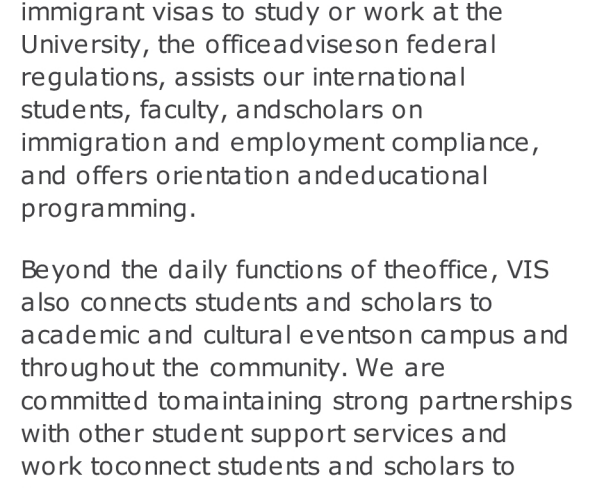 immigrant visas to study or work at the
University, the officeadviseson federal
regulations, assists our international
students, faculty, andscholars on
immigration and employment compliance,
and offers orientation andeducational
programming.
Beyond the daily functions of theoffice, VIS
also connects students and scholars to
academic and cultural eventson campus and
throughout the community. We are
committed tomaintaining strong partnerships
with other student support services and
work toconnect students and scholars to